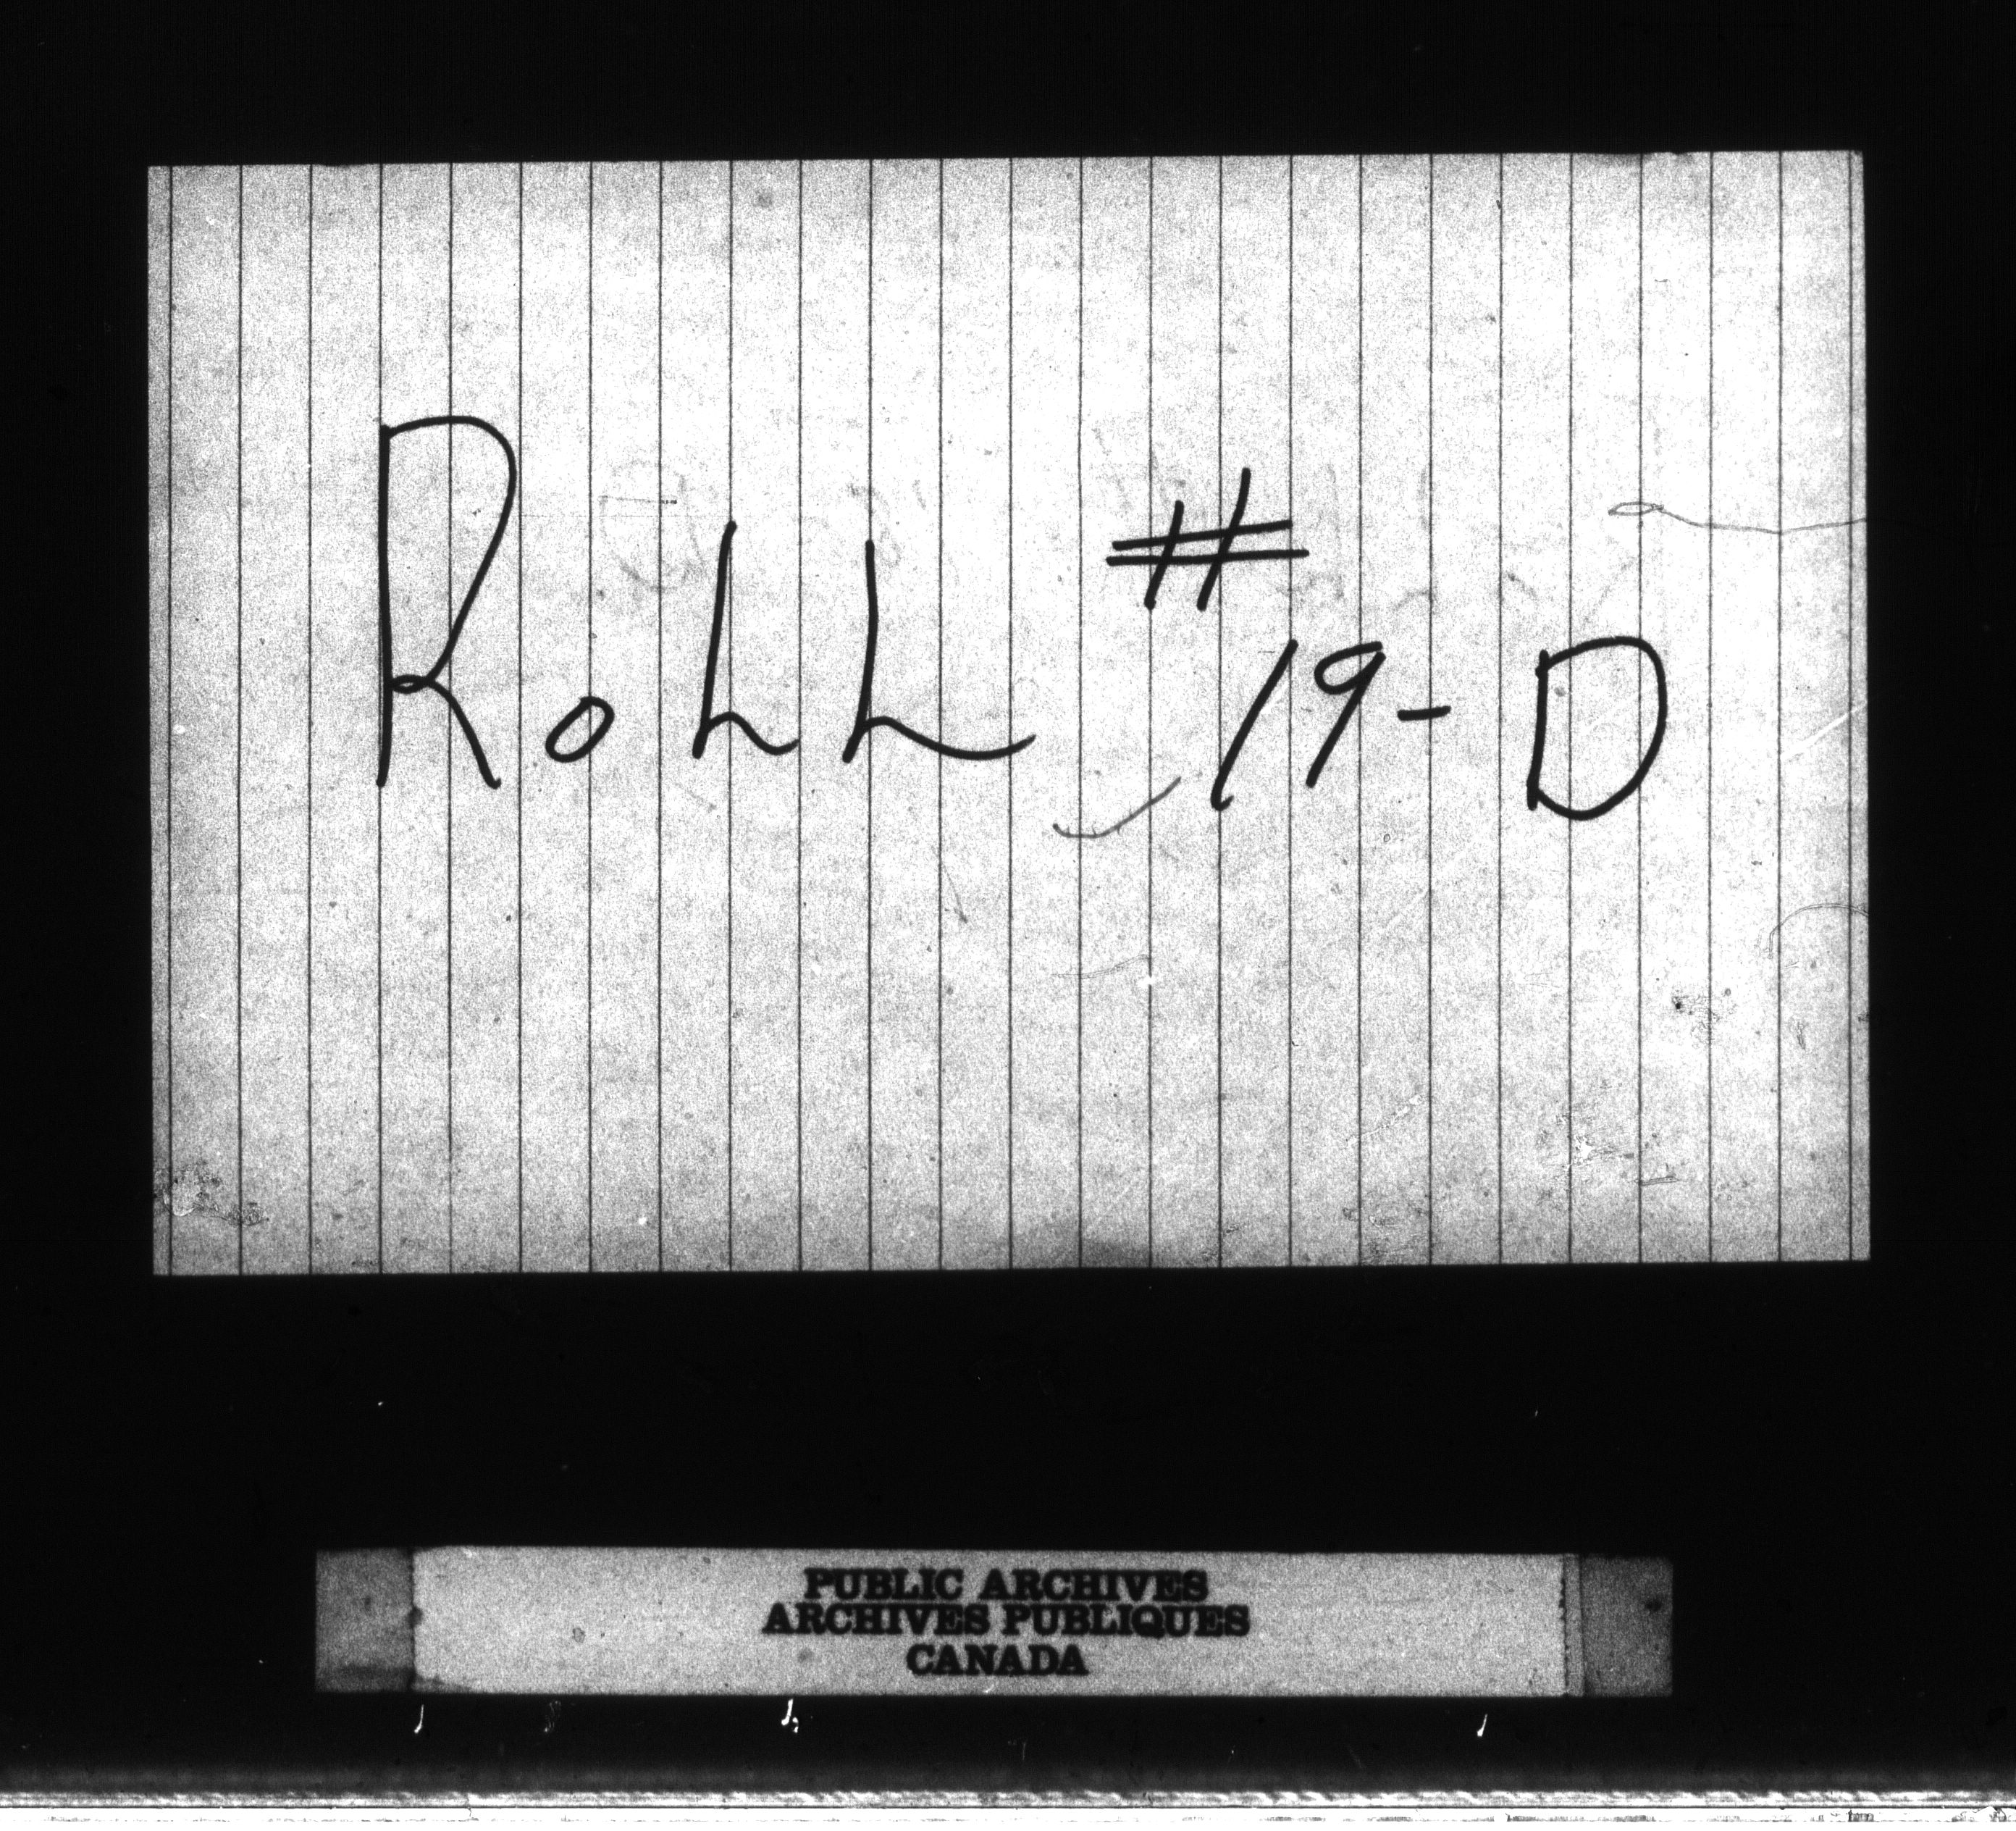 RoLL # 19-D
PUBLIC ARCHIVES
ARCHIVES PUBLIQUES
CANADA